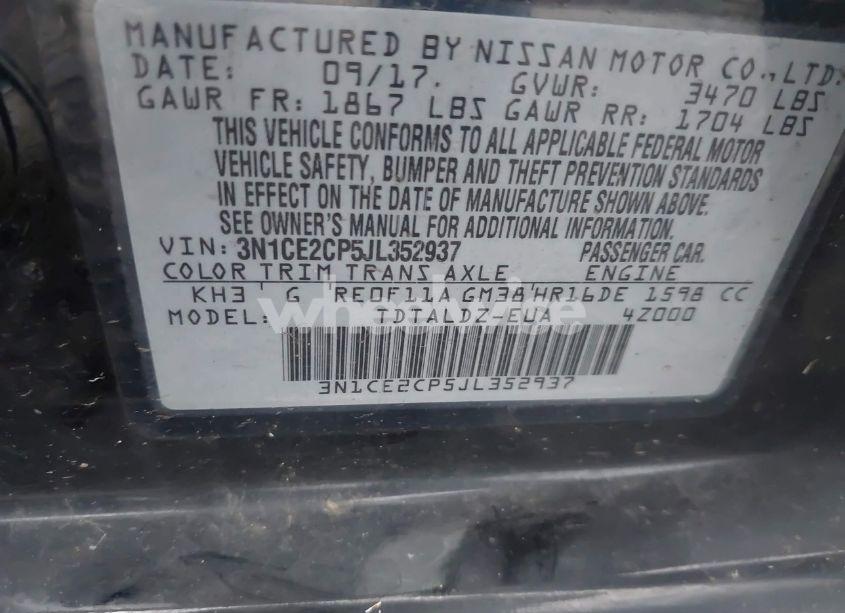 MANUFACTURED BY NISSAN MOTOR CO., LTD.
DATE: 09/17. GVWR: 3470 LBS
GAWR FR: 1867 LBS GAWR RR: 1704 LBS
THIS VEHICLE CONFORMS TO ALL APPLICABLE FEDERAL MOTOR
VEHICLE SAFETY, BUMPER AND THEFT PREVENTION STANDARDS
IN EFFECT ON THE DATE OF MANUFACTURE SHOWN ABOVE.
SEE OWNER'S MANUAL FOR ADDITIONAL INFORMATION.
VIN: 3N1CE2CP5JL352937 PASSENGER CAR.
COLOR TRIM TRANS AXLE ENGINE
KH3 G RE0F11A GM38 HR16DE 1598 CC
MODEL: TDTALDZ-EUA 4Z000
3N1CE2CP5JL352937